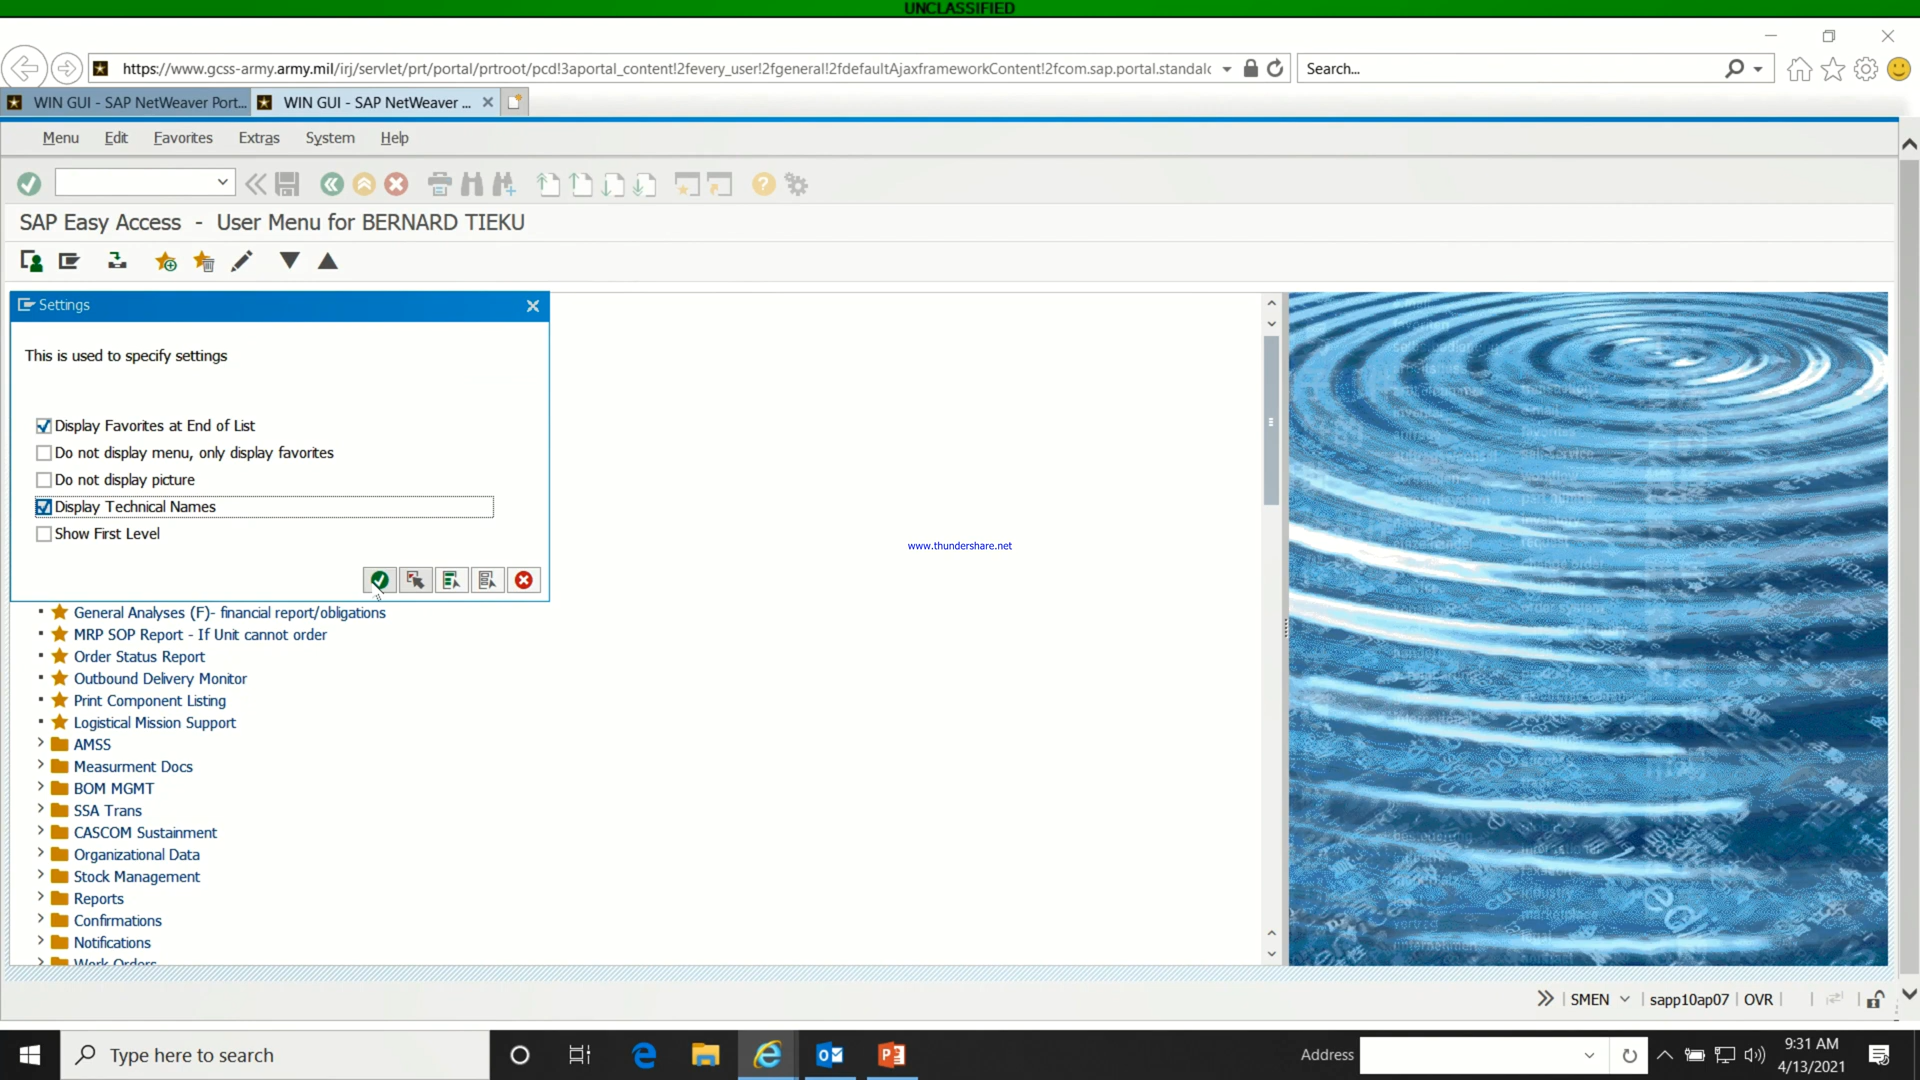 UNCLASSIFIED
https://www.gcss-army.army.mil/irj/servlet/prt/portal/prtroot/pcd!3aportal_content!2fevery_user!2fgeneral!2fdefaultAjaxframeworkContent!2fcom.sap.portal.standalc
Search...
WIN GUI - SAP NetWeaver Port...
WIN GUI - SAP NetWeaver ...
Menu Edit Favorites Extras System Help
SAP Easy Access - User Menu for BERNARD TIEKU
Settings
This is used to specify settings
Display Favorites at End of List
Do not display menu, only display favorites
Do not display picture
Display Technical Names
Show First Level
www.thundershare.net
General Analyses (F)- financial report/obligations
MRP SOP Report - If Unit cannot order
Order Status Report
Outbound Delivery Monitor
Print Component Listing
Logistical Mission Support
AMSS
Measurment Docs
BOM MGMT
SSA Trans
CASCOM Sustainment
Organizational Data
Stock Management
Reports
Confirmations
Notifications
Work Orders
SMEN sapp10ap07 OVR
Type here to search
Address
9:31 AM
4/13/2021